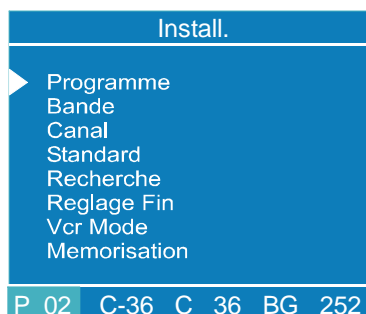 Install.
Programme
Bande
Canal
Standard
Recherche
Reglage Fin
Vcr Mode
Memorisation
P 02 C-36 C 36 BG 252